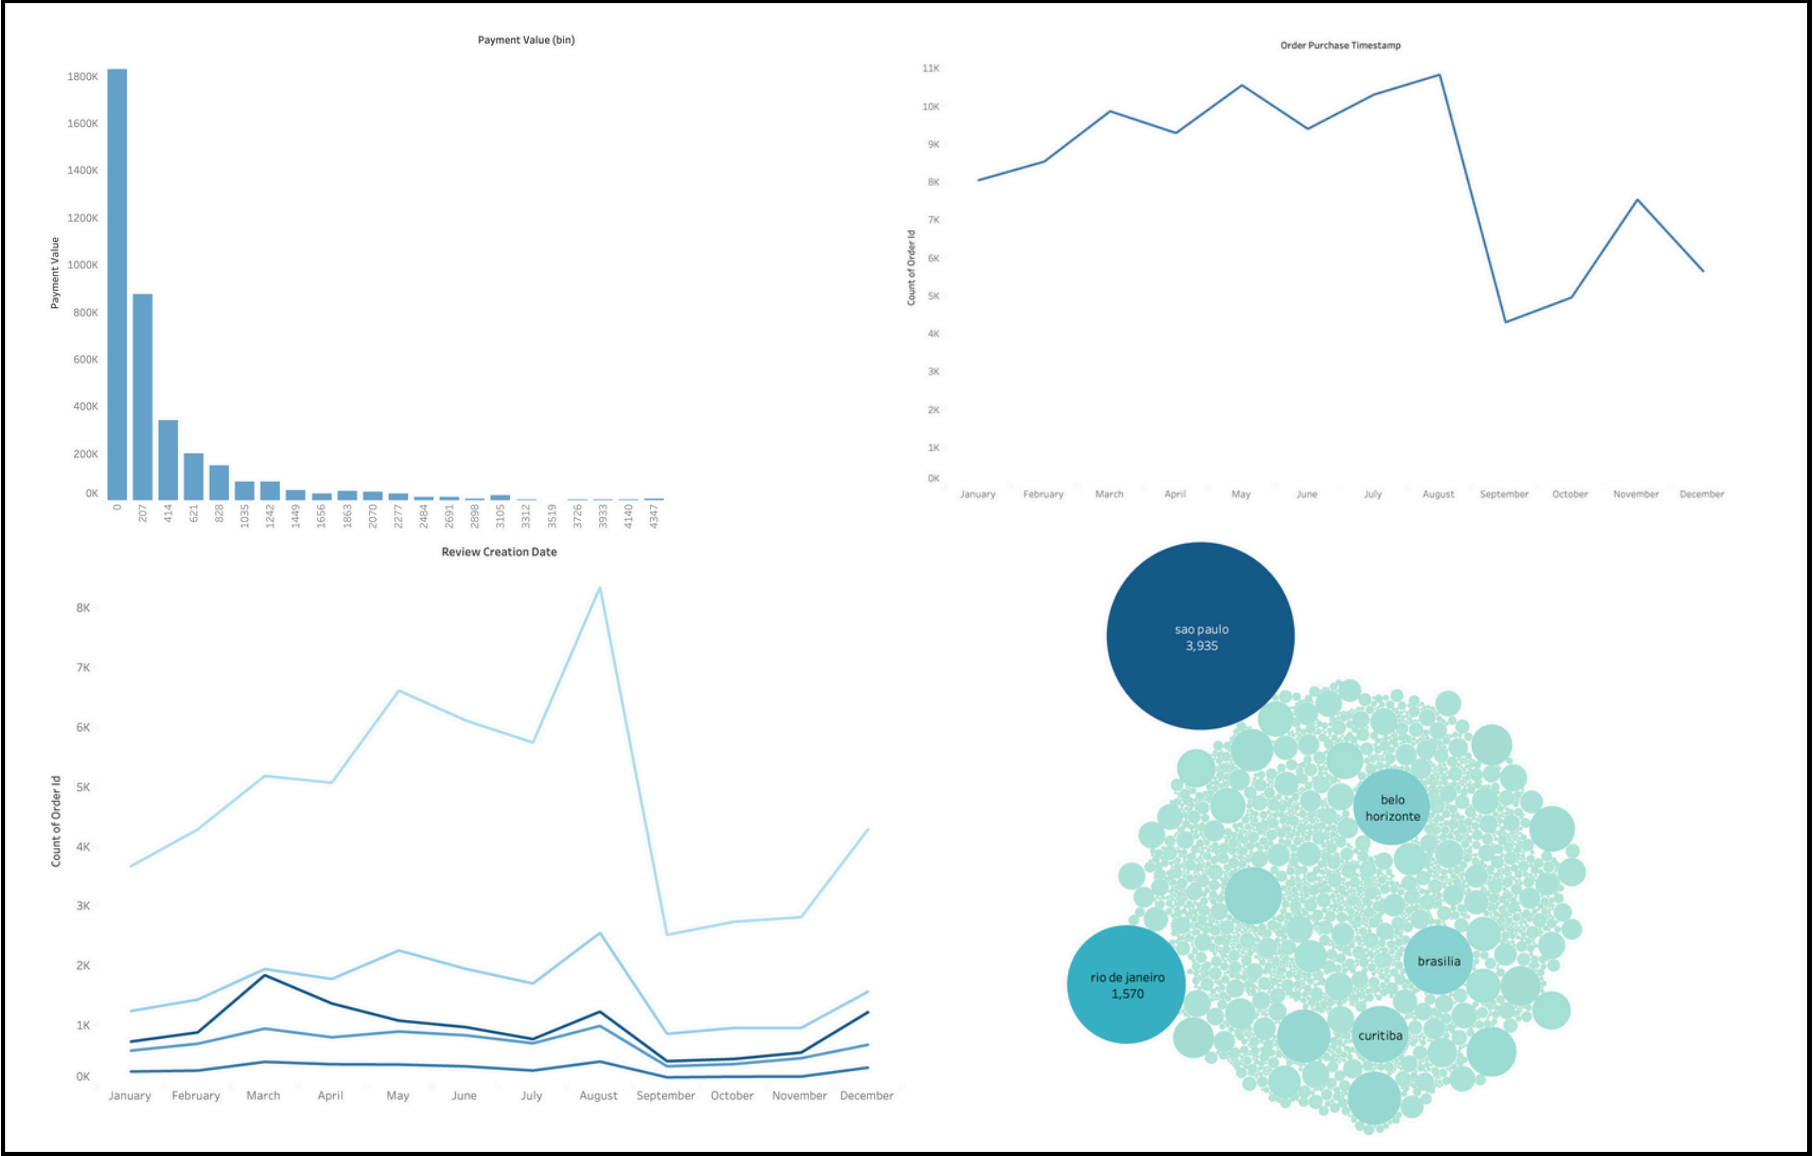 Payment Value (bin)
Payment Value
1800K
1600K
1400K
1200K
1000K
800K
600K
400K
200K
0K
0 207 414 621 828 1035 1242 1449 1656 1863 2070 2277 2484 2691 2898 3105 3312 3519 3726 3933 4140 4347
Order Purchase Timestamp
Count of Order Id
11K
10K
9K
8K
7K
6K
5K
4K
3K
2K
1K
0K
January February March April May June July August September October November December
Review Creation Date
Count of Order Id
8K
7K
6K
5K
4K
3K
2K
1K
0K
January February March April May June July August September October November December
sao paulo
3,935
belo
horizonte
brasilia
rio de janeiro
1,570
curitiba